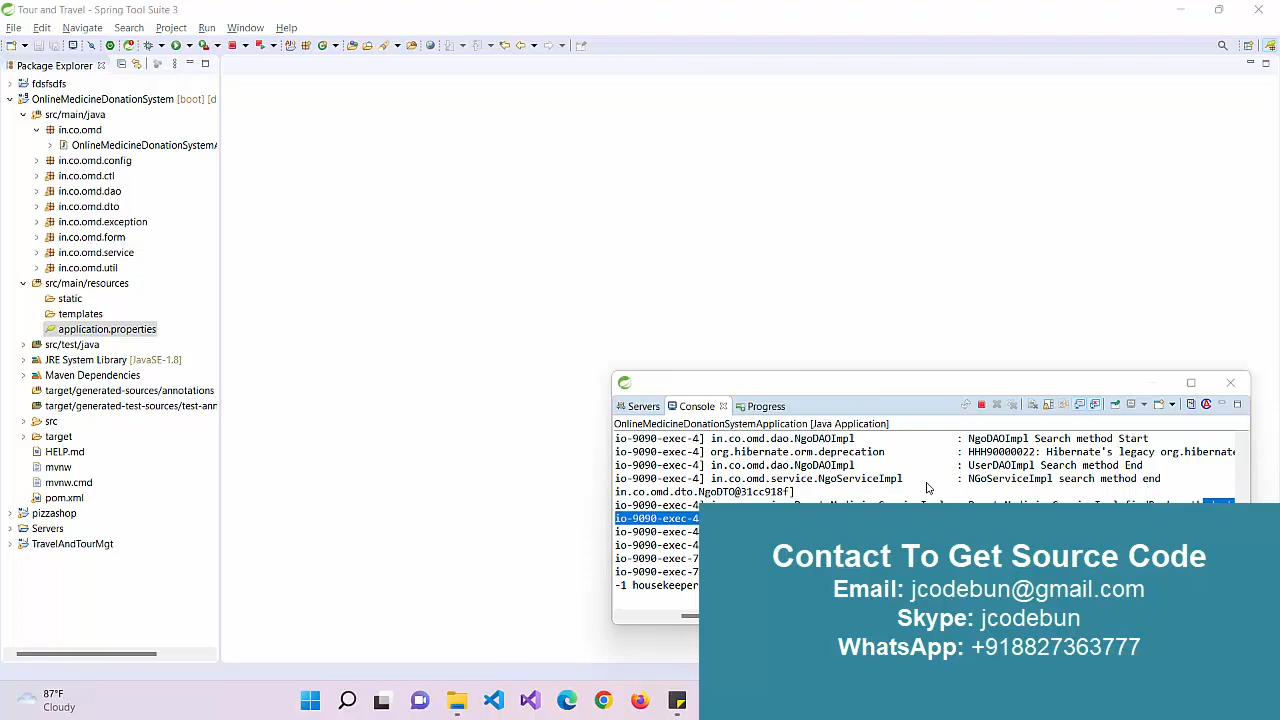 Tour and Travel - Spring Tool Suite 3
File Edit Navigate Search Project Run Window Help
Package Explorer
fdsfsdfs
OnlineMedicineDonationSystem [boot] [d
src/main/java
in.co.omd
OnlineMedicineDonationSystemA
in.co.omd.config
in.co.omd.ctl
in.co.omd.dao
in.co.omd.dto
in.co.omd.exception
in.co.omd.form
in.co.omd.service
in.co.omd.util
src/main/resources
static
templates
application.properties
src/test/java
JRE System Library [JavaSE-1.8]
Maven Dependencies
target/generated-sources/annotations
target/generated-test-sources/test-ann
src
target
HELP.md
mvnw
mvnw.cmd
pom.xml
pizzashop
Servers
TravelAndTourMgt
Servers Console Progress
OnlineMedicineDonationSystemApplication [Java Application]
io-9090-exec-4] in.co.omd.dao.NgoDAOImpl : NgoDAOImpl Search method Start
io-9090-exec-4] org.hibernate.orm.deprecation : HHH90000022: Hibernate's legacy org.hibernate
io-9090-exec-4] in.co.omd.dao.NgoDAOImpl : UserDAOImpl Search method End
io-9090-exec-4] in.co.omd.service.NgoServiceImpl : NGoServiceImpl search method end
in.co.omd.dto.NgoDTO@31cc918f]
io-9090-exec-4]
io-9090-exec-4
io-9090-exec-4
io-9090-exec-4
io-9090-exec-7
io-9090-exec-7
-1 housekeeper
Contact To Get Source Code
Email: jcodebun@gmail.com
Skype: jcodebun
WhatsApp: +918827363777
87°F
Cloudy